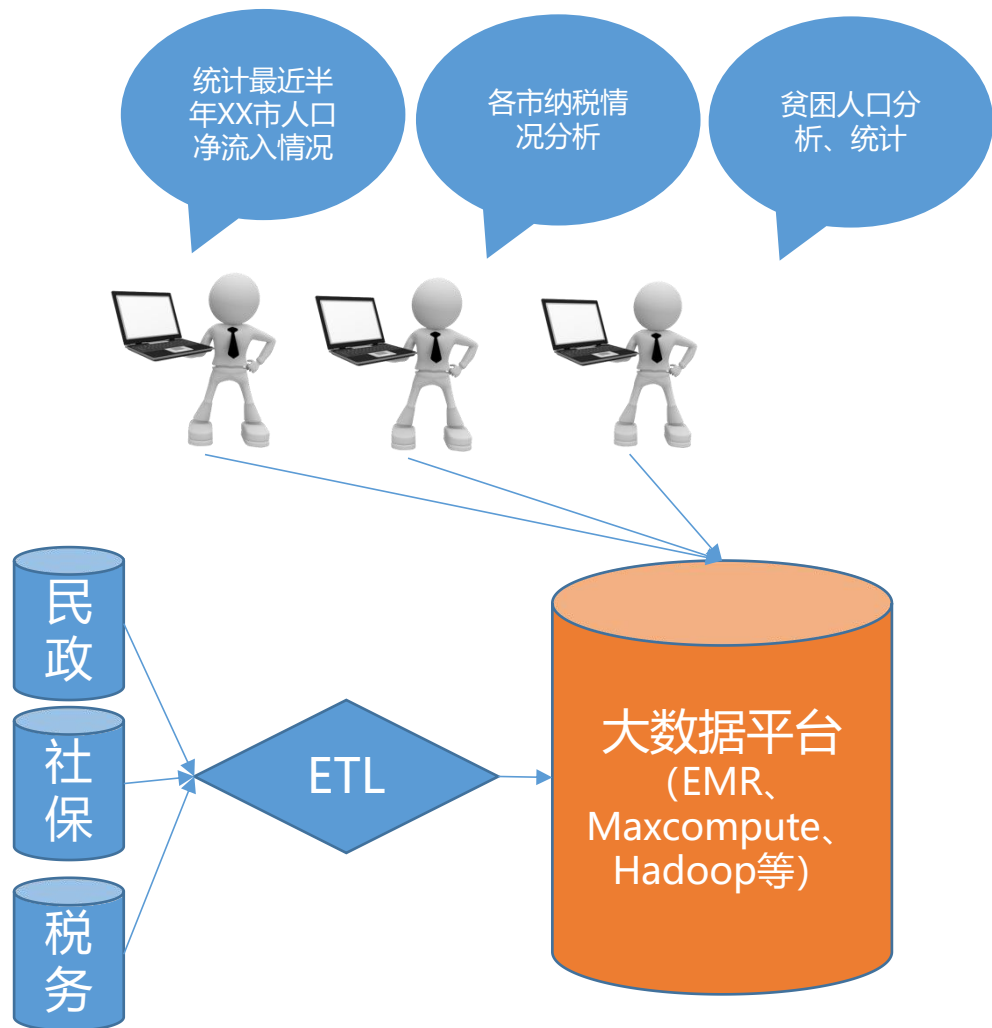 统计最近半
年XX市人口
净流入情况
各市纳税情
况分析
贫困人口分
析、统计
民
政
社
保
税
务
ETL
大数据平台
（EMR、
Maxcompute、
Hadoop等）